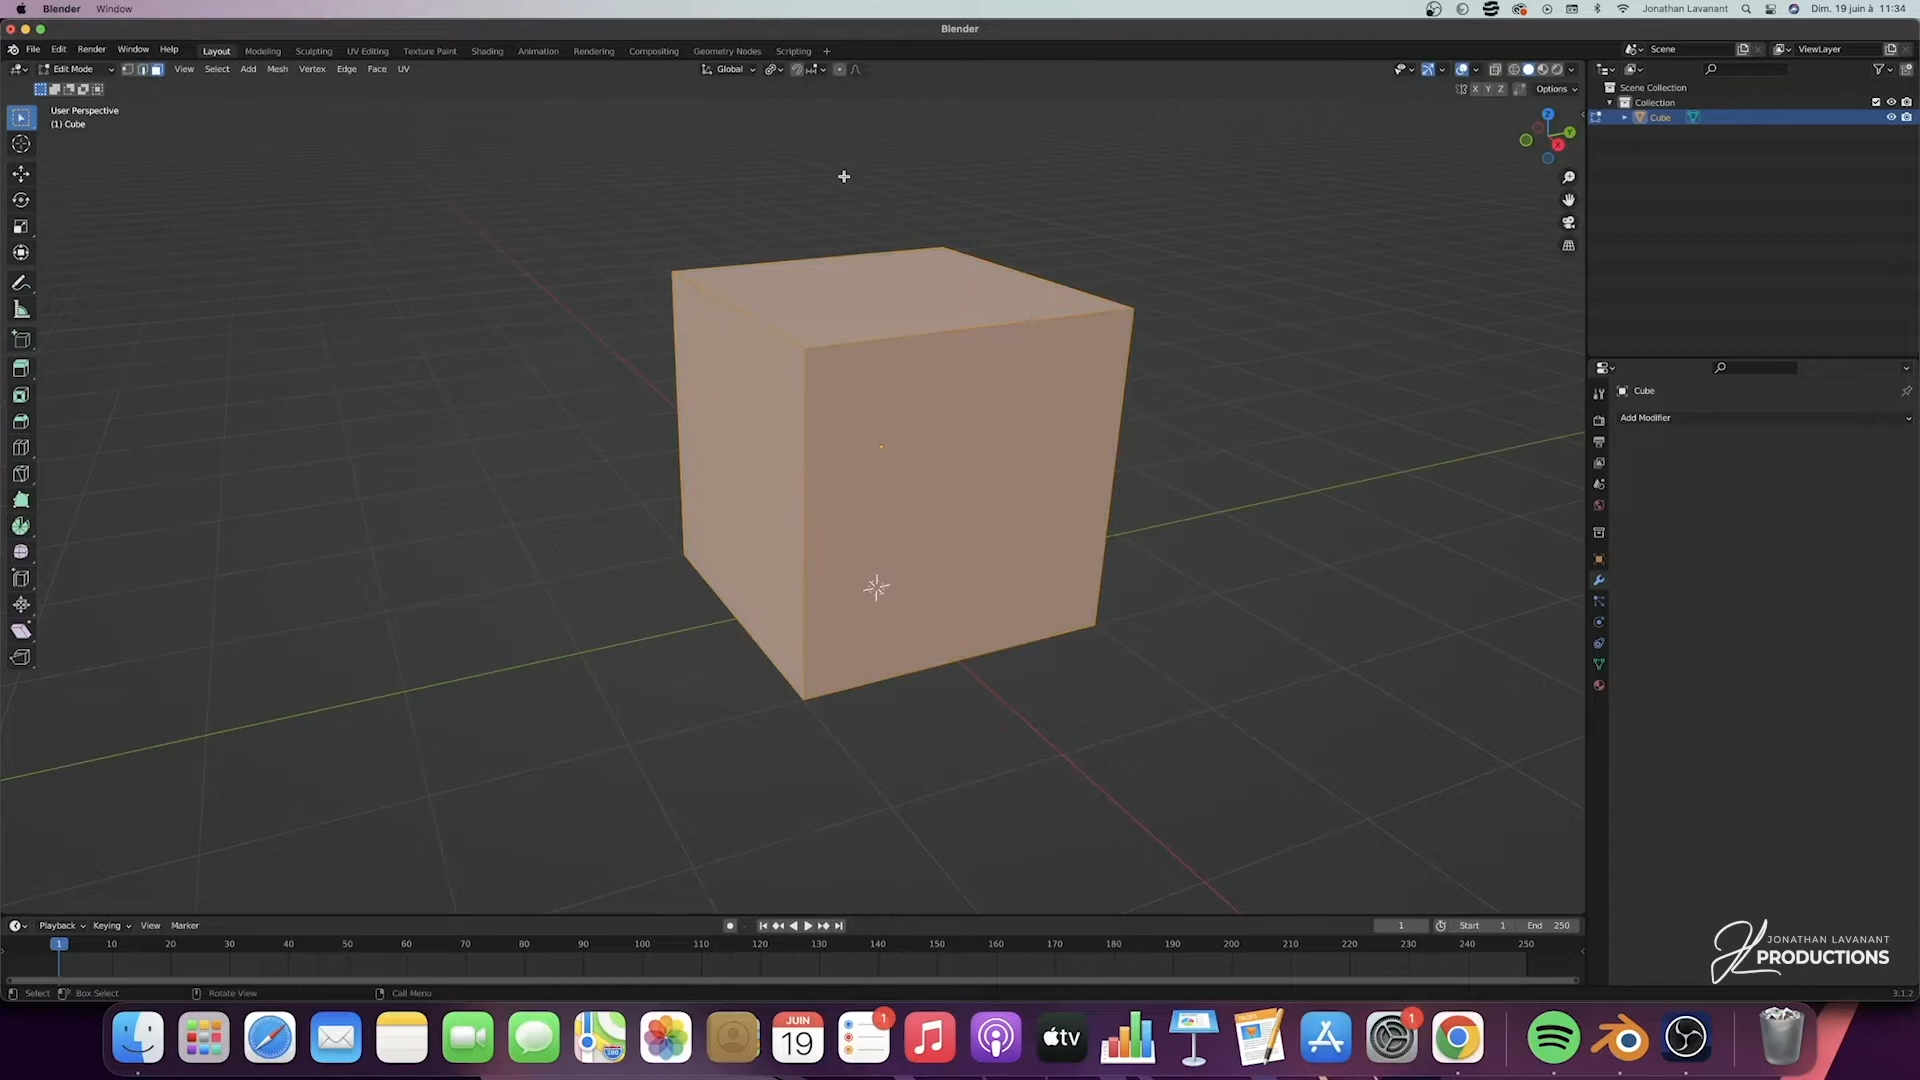 Blender Window Jonathan Lavanant Dim. 19 juin à 11:34
Blender
File Edit Render Window Help Layout Modeling Sculpting UV Editing Texture Paint Shading Animation Rendering Compositing Geometry Nodes Scripting + Scene ViewLayer
Edit Mode View Select Add Mesh Vertex Edge Face UV Global
X Y Z Options
Scene Collection
Collection
Cube
User Perspective
(1) Cube
Z
Y
X
Cube
Add Modifier
Playback Keying View Marker 1 Start 1 End 250
1 10 20 30 40 50 60 70 80 90 100 110 120 130 140 150 160 170 180 190 200 210 220 230 240 250
Select Box Select Rotate View Call Menu 3.1.2
JONATHAN LAVANANT
PRODUCTIONS
JUIN
19
1
280
tv
PAGES
1